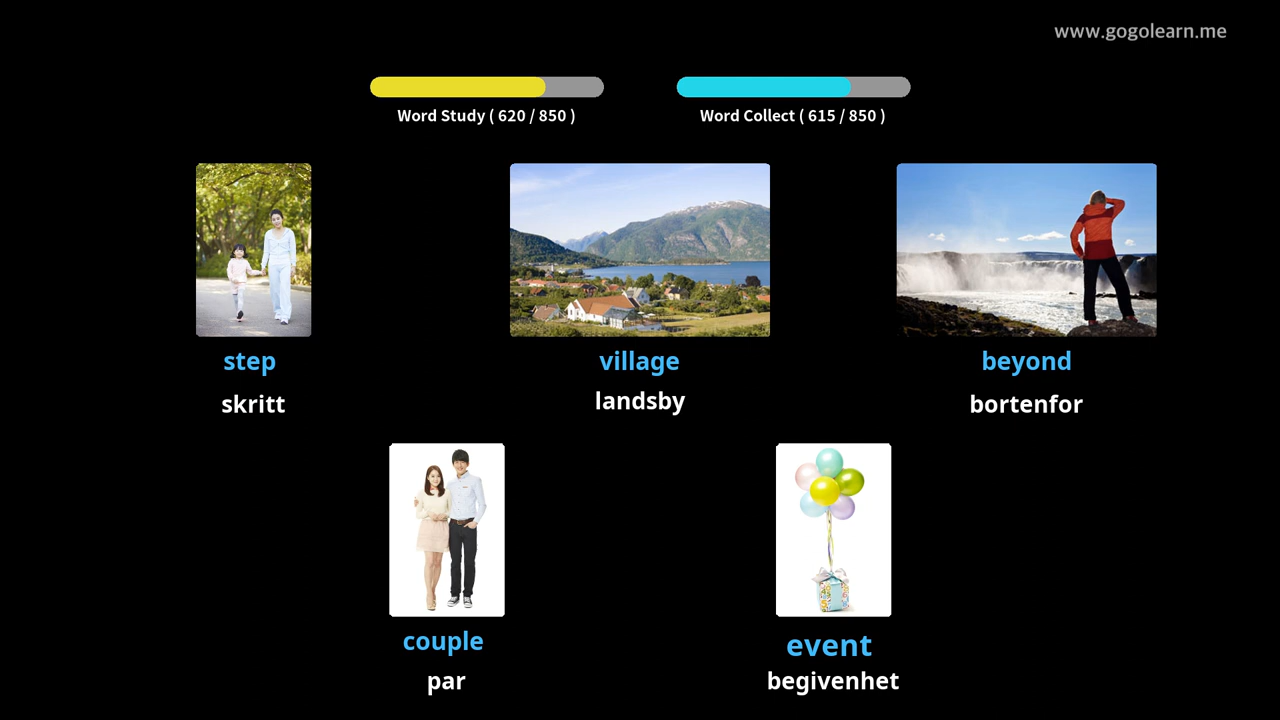 www.gogolearn.me
Word Study ( 620 / 850 )
Word Collect ( 615 / 850 )
step
skritt
village
landsby
beyond
bortenfor
couple
par
event
begivenhet